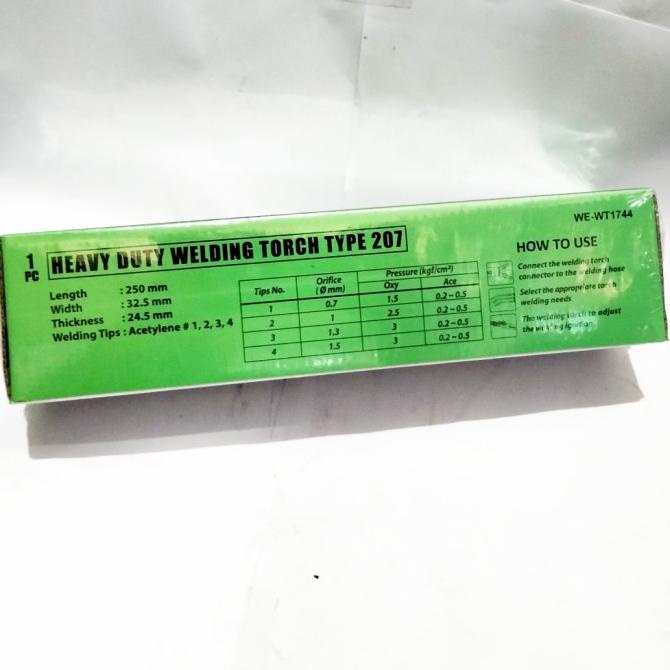 WE-WT1744
1
PC
HEAVY DUTY WELDING TORCH TYPE 207
Length : 250 mm
Width : 32.5 mm
Thickness : 24.5 mm
Welding Tips : Acetylene # 1, 2, 3, 4
Tips No. Orifice (Ø mm) Pressure (kgf/cm²)
Oxy Ace
1 0.7 1.5 0.2 ~ 0.5
2 1 2.5 0.2 ~ 0.5
3 1.3 3 0.2 ~ 0.5
4 1.5 3 0.2 ~ 0.5
HOW TO USE
Connect the welding torch
connector to the welding hose
Select the appropriate torch
welding needs
The welding torch to adjust
the welding ignition